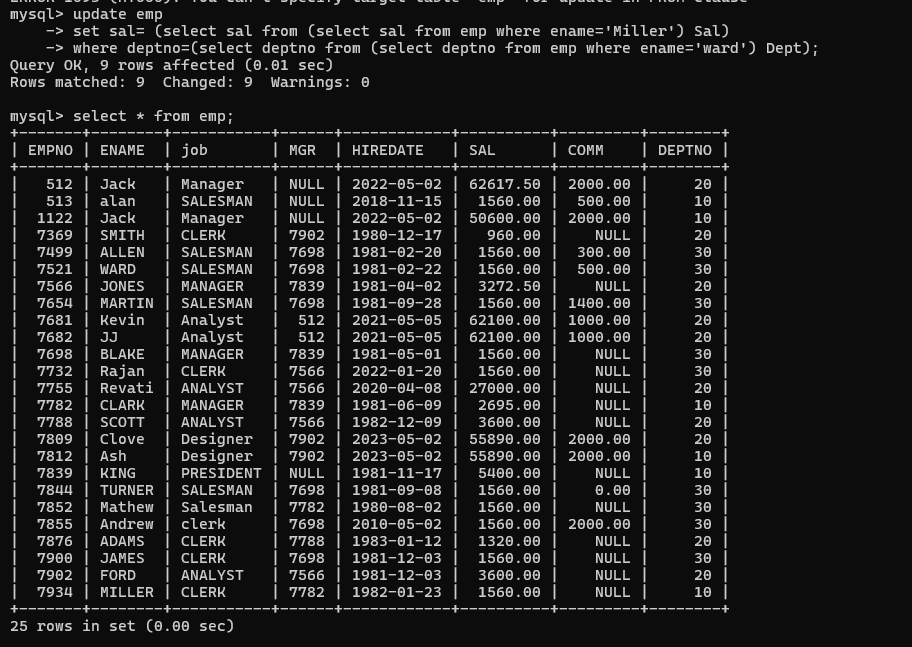 mysql> update emp
    -> set sal= (select sal from (select sal from emp where ename='Miller') Sal)
    -> where deptno=(select deptno from (select deptno from emp where ename='ward') Dept);
Query OK, 9 rows affected (0.01 sec)
Rows matched: 9  Changed: 9  Warnings: 0

mysql> select * from emp;
+-------+--------+-----------+------+------------+----------+---------+--------+
| EMPNO | ENAME  | job       | MGR  | HIREDATE   | SAL      | COMM    | DEPTNO |
+-------+--------+-----------+------+------------+----------+---------+--------+
|   512 | Jack   | Manager   | NULL | 2022-05-02 | 62617.50 | 2000.00 |     20 |
|   513 | alan   | SALESMAN  | NULL | 2018-11-15 |  1560.00 |  500.00 |     10 |
|  1122 | Jack   | Manager   | NULL | 2022-05-02 | 50600.00 | 2000.00 |     10 |
|  7369 | SMITH  | CLERK     | 7902 | 1980-12-17 |   960.00 |    NULL |     20 |
|  7499 | ALLEN  | SALESMAN  | 7698 | 1981-02-20 |  1560.00 |  300.00 |     30 |
|  7521 | WARD   | SALESMAN  | 7698 | 1981-02-22 |  1560.00 |  500.00 |     30 |
|  7566 | JONES  | MANAGER   | 7839 | 1981-04-02 |  3272.50 |    NULL |     20 |
|  7654 | MARTIN | SALESMAN  | 7698 | 1981-09-28 |  1560.00 | 1400.00 |     30 |
|  7681 | Kevin  | Analyst   |  512 | 2021-05-05 | 62100.00 | 1000.00 |     20 |
|  7682 | JJ     | Analyst   |  512 | 2021-05-05 | 62100.00 | 1000.00 |     20 |
|  7698 | BLAKE  | MANAGER   | 7839 | 1981-05-01 |  1560.00 |    NULL |     30 |
|  7732 | Rajan  | CLERK     | 7566 | 2022-01-20 |  1560.00 |    NULL |     30 |
|  7755 | Revati | ANALYST   | 7566 | 2020-04-08 | 27000.00 |    NULL |     20 |
|  7782 | CLARK  | MANAGER   | 7839 | 1981-06-09 |  2695.00 |    NULL |     10 |
|  7788 | SCOTT  | ANALYST   | 7566 | 1982-12-09 |  3600.00 |    NULL |     20 |
|  7809 | Clove  | Designer  | 7902 | 2023-05-02 | 55890.00 | 2000.00 |     20 |
|  7812 | Ash    | Designer  | 7902 | 2023-05-02 | 55890.00 | 2000.00 |     10 |
|  7839 | KING   | PRESIDENT | NULL | 1981-11-17 |  5400.00 |    NULL |     10 |
|  7844 | TURNER | SALESMAN  | 7698 | 1981-09-08 |  1560.00 |    0.00 |     30 |
|  7852 | Mathew | Salesman  | 7782 | 1980-08-02 |  1560.00 |    NULL |     30 |
|  7855 | Andrew | clerk     | 7698 | 2010-05-02 |  1560.00 | 2000.00 |     30 |
|  7876 | ADAMS  | CLERK     | 7788 | 1983-01-12 |  1320.00 |    NULL |     20 |
|  7900 | JAMES  | CLERK     | 7698 | 1981-12-03 |  1560.00 |    NULL |     30 |
|  7902 | FORD   | ANALYST   | 7566 | 1981-12-03 |  3600.00 |    NULL |     20 |
|  7934 | MILLER | CLERK     | 7782 | 1982-01-23 |  1560.00 |    NULL |     10 |
+-------+--------+-----------+------+------------+----------+---------+--------+
25 rows in set (0.00 sec)